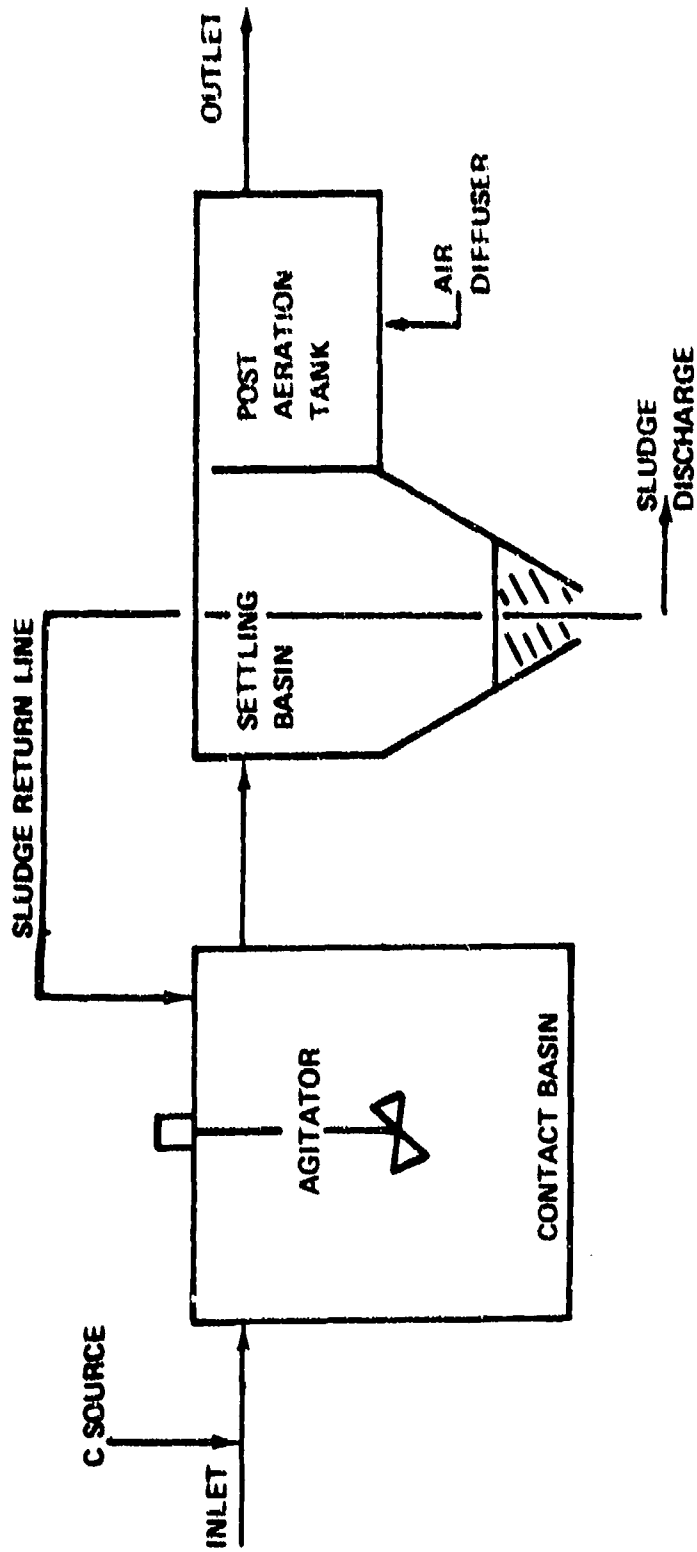 SLUDGE RETURN LINE
C SOURCE
INLET
AGITATOR
CONTACT BASIN
SETTLING
BASIN
POST
AERATION
TANK
OUTLET
AIR
DIFFUSER
SLUDGE
DISCHARGE